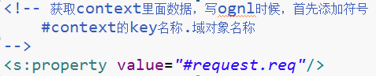 <!-- 获取context里面数据，写ognl时候，首先添加符号
#context的key名称.域对象名称
-->
<s:property value="#request.req"/>